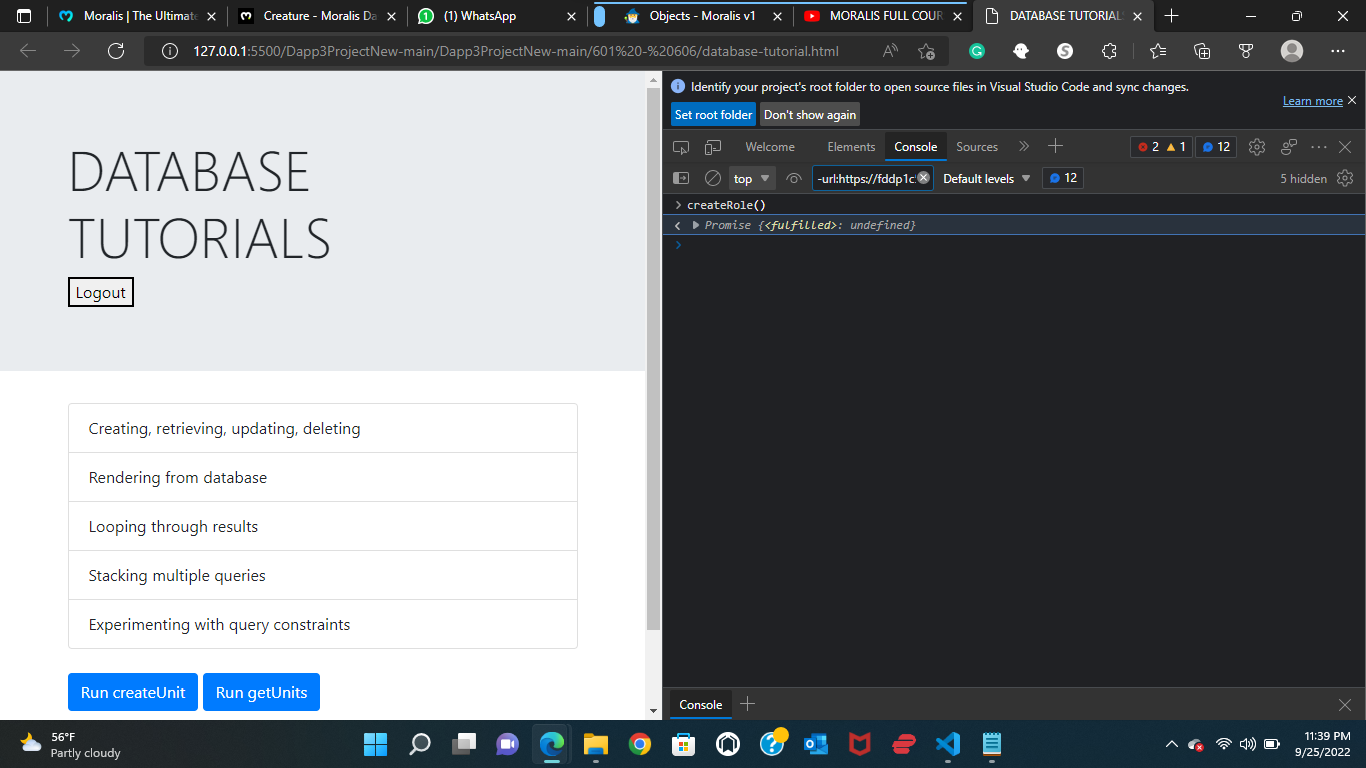 Moralis | The Ultimate
Creature - Moralis Da
(1) WhatsApp
Objects - Moralis v1
MORALIS FULL COUR
DATABASE TUTORIALS
127.0.0.1:5500/Dapp3ProjectNew-main/Dapp3ProjectNew-main/601%20-%20606/database-tutorial.html
DATABASE
TUTORIALS
Logout
Creating, retrieving, updating, deleting
Rendering from database
Looping through results
Stacking multiple queries
Experimenting with query constraints
Run createUnit
Run getUnits
Identify your project's root folder to open source files in Visual Studio Code and sync changes.
Learn more
Set root folder
Don't show again
Welcome
Elements
Console
Sources
2
1
12
top
-url:https://fddp1c
Default levels
12
5 hidden
createRole()
Promise {<fulfilled>: undefined}
Console
56°F
Partly cloudy
11:39 PM
9/25/2022